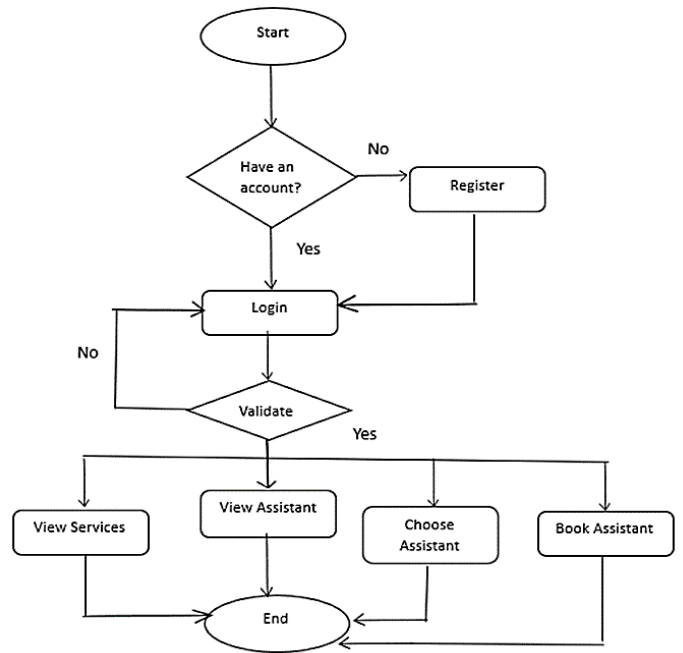 Start
Have an
account?
No
Register
Yes
Login
No
Validate
Yes
View Services
View Assistant
Choose
Assistant
Book Assistant
End